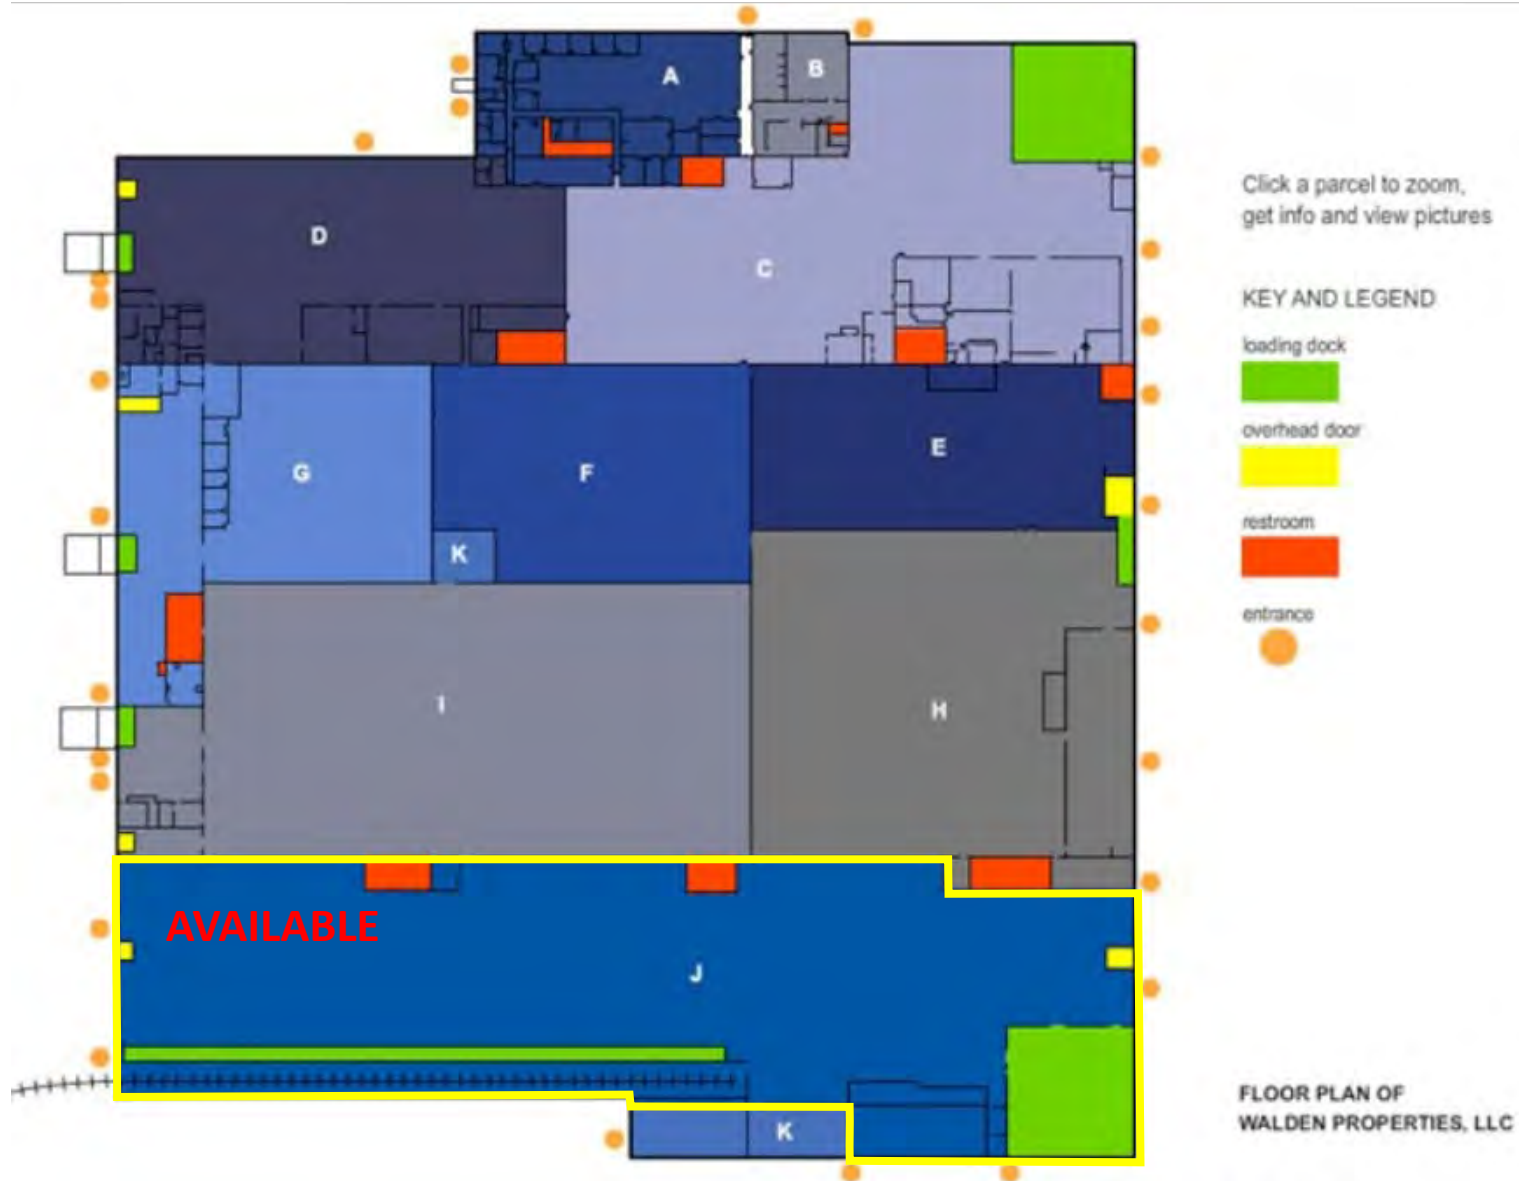 A
B
Click a parcel to zoom,
get info and view pictures
D
C
KEY AND LEGEND
loading dock
overhead door
E
G
F
restroom
K
entrance
I
H
AVAILABLE
J
FLOOR PLAN OF
WALDEN PROPERTIES, LLC
K